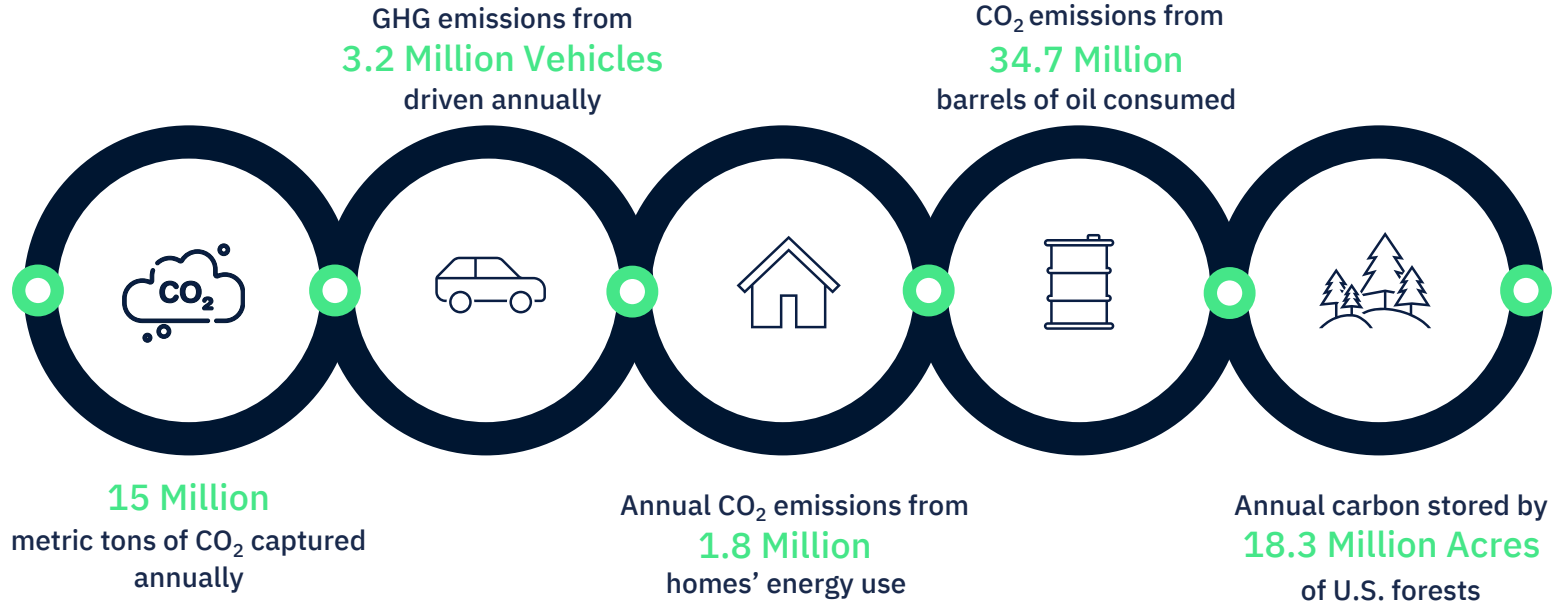 GHG emissions from
3.2 Million Vehicles
driven annually
CO₂ emissions from
34.7 Million
barrels of oil consumed
CO₂
15 Million
metric tons of CO₂ captured
annually
Annual CO₂ emissions from
1.8 Million
homes’ energy use
Annual carbon stored by
18.3 Million Acres
of U.S. forests